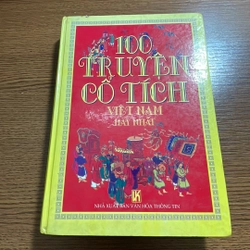 100
TRUYỆN
CỔ TÍCH
VIỆT NAM
HAY NHẤT
NHÀ XUẤT BẢN VĂN HÓA THÔNG TIN